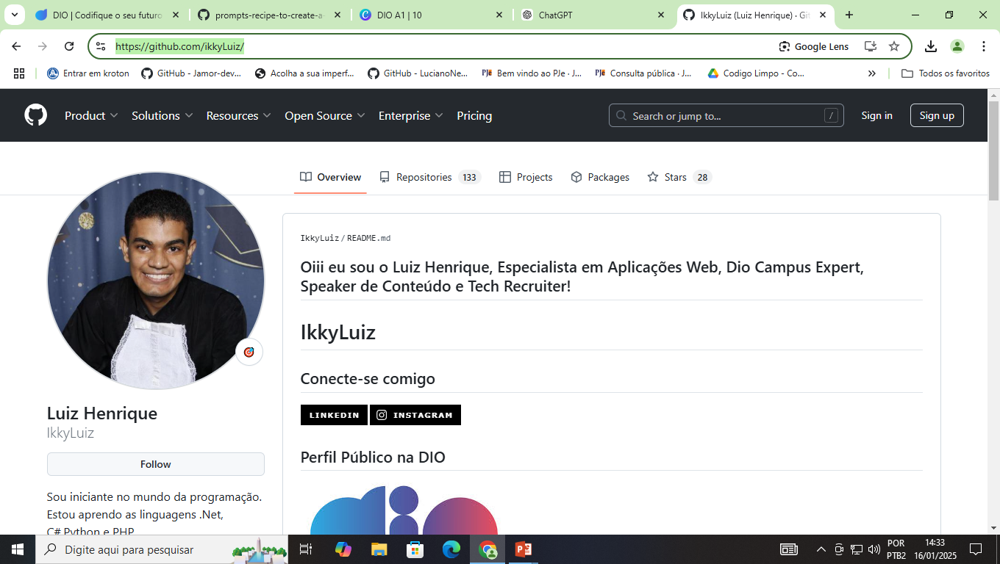 DIO | Codifique o seu futuro
prompts-recipe-to-create-a-
DIO A1 | 10
ChatGPT
IkkyLuiz (Luiz Henrique) · Git
https://github.com/ikkyLuiz/
Google Lens
Entrar em kroton
GitHub - Jamor-dev...
Acolha a sua imperf...
GitHub - LucianoNe...
PJe Bem vindo ao PJe · J...
PJe Consulta pública · J...
Codigo Limpo - Co...
»
Todos os favoritos
Product
Solutions
Resources
Open Source
Enterprise
Pricing
Search or jump to...
/
Sign in
Sign up
Overview
Repositories 133
Projects
Packages
Stars 28
IkkyLuiz / README.md
Oiii eu sou o Luiz Henrique, Especialista em Aplicações Web, Dio Campus Expert,
Speaker de Conteúdo e Tech Recruiter!
IkkyLuiz
Conecte-se comigo
LINKEDIN
INSTAGRAM
Perfil Público na DIO
Luiz Henrique
IkkyLuiz
Follow
Sou iniciante no mundo da programação.
Estou aprendo as linguagens .Net,
C#,Python e PHP
Digite aqui para pesquisar
POR
PTB2
14:33
16/01/2025